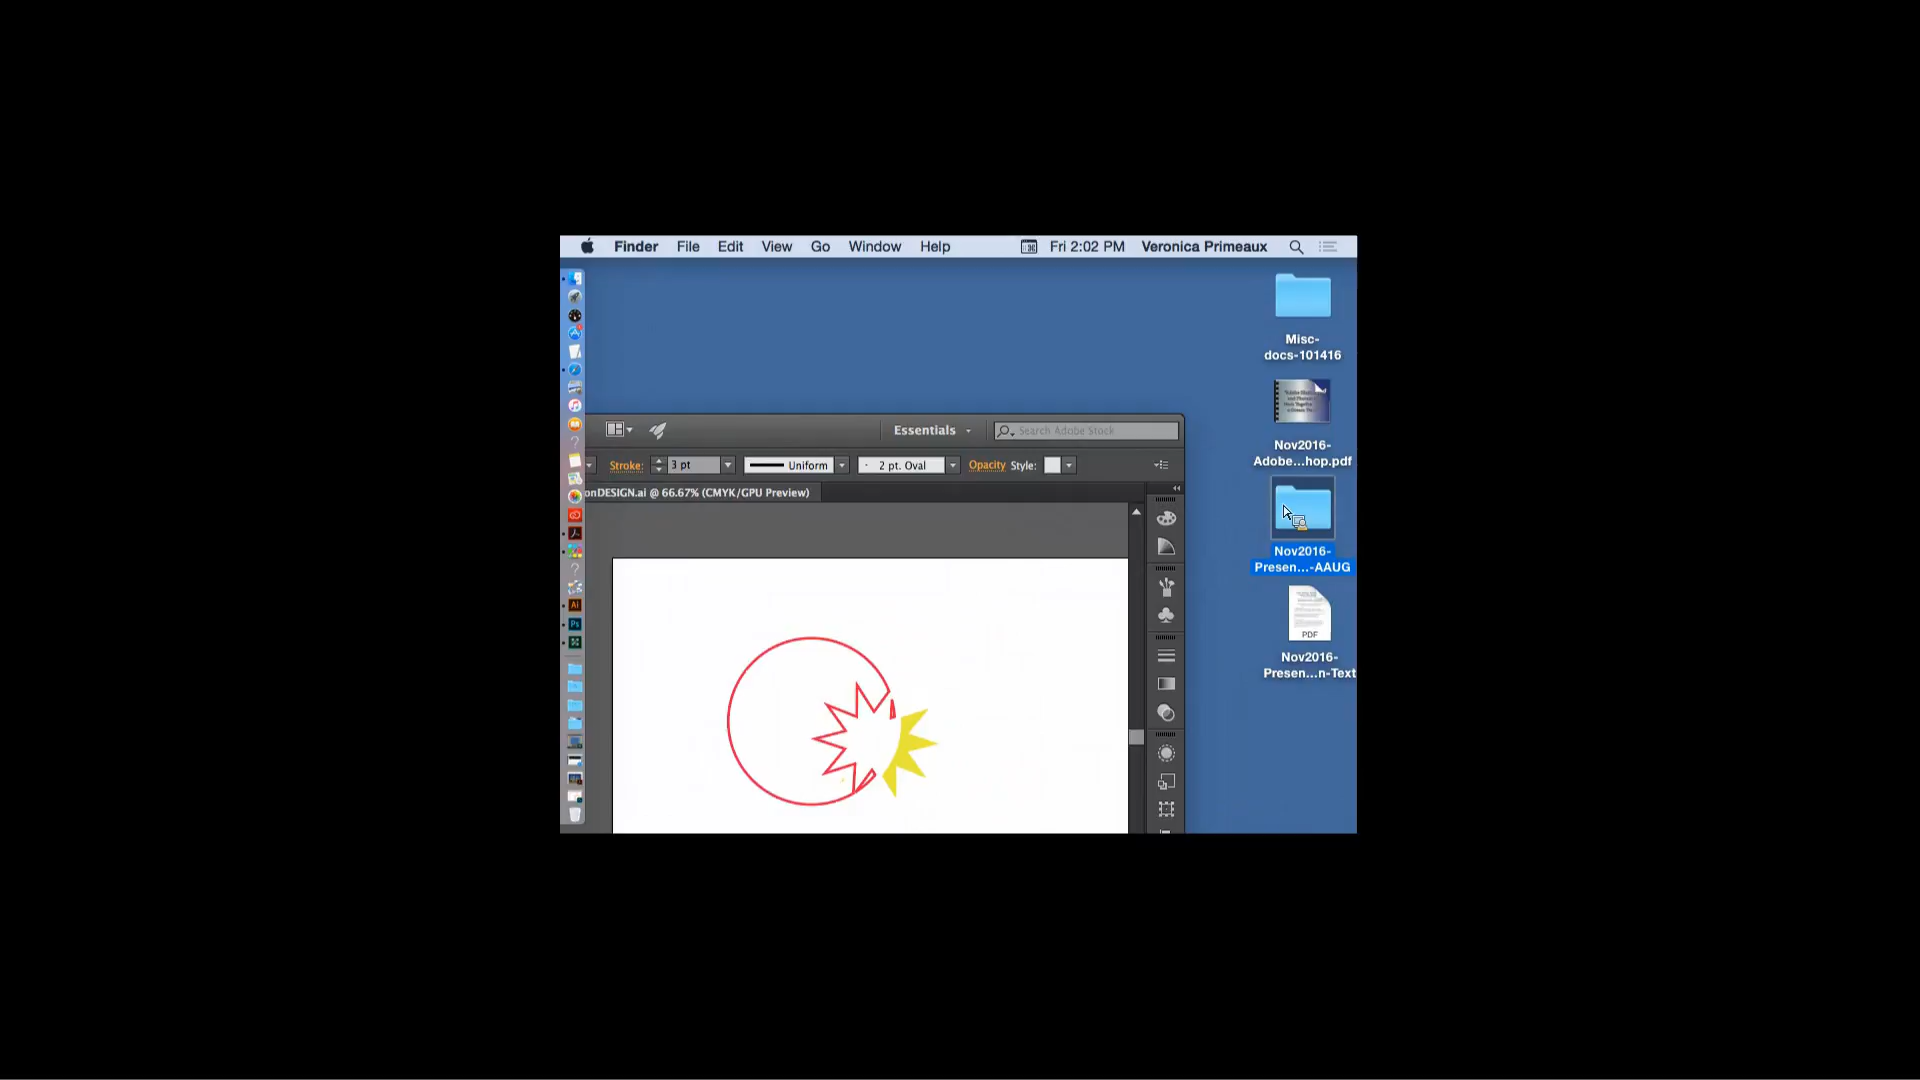 Finder File Edit View Go Window Help Fri 2:02 PM Veronica Primeaux
Misc-
docs-101416
Nov2016-
Adobe...hop.pdf
Essentials Search Adobe Stock
Stroke: 3 pt Uniform 2 pt. Oval Opacity Style:
onDESIGN.ai @ 66.67% (CMYK/GPU Preview)
Nov2016-
Presen...-AAUG
Ai
Ps
PDF
Nov2016-
Presen...n-Text